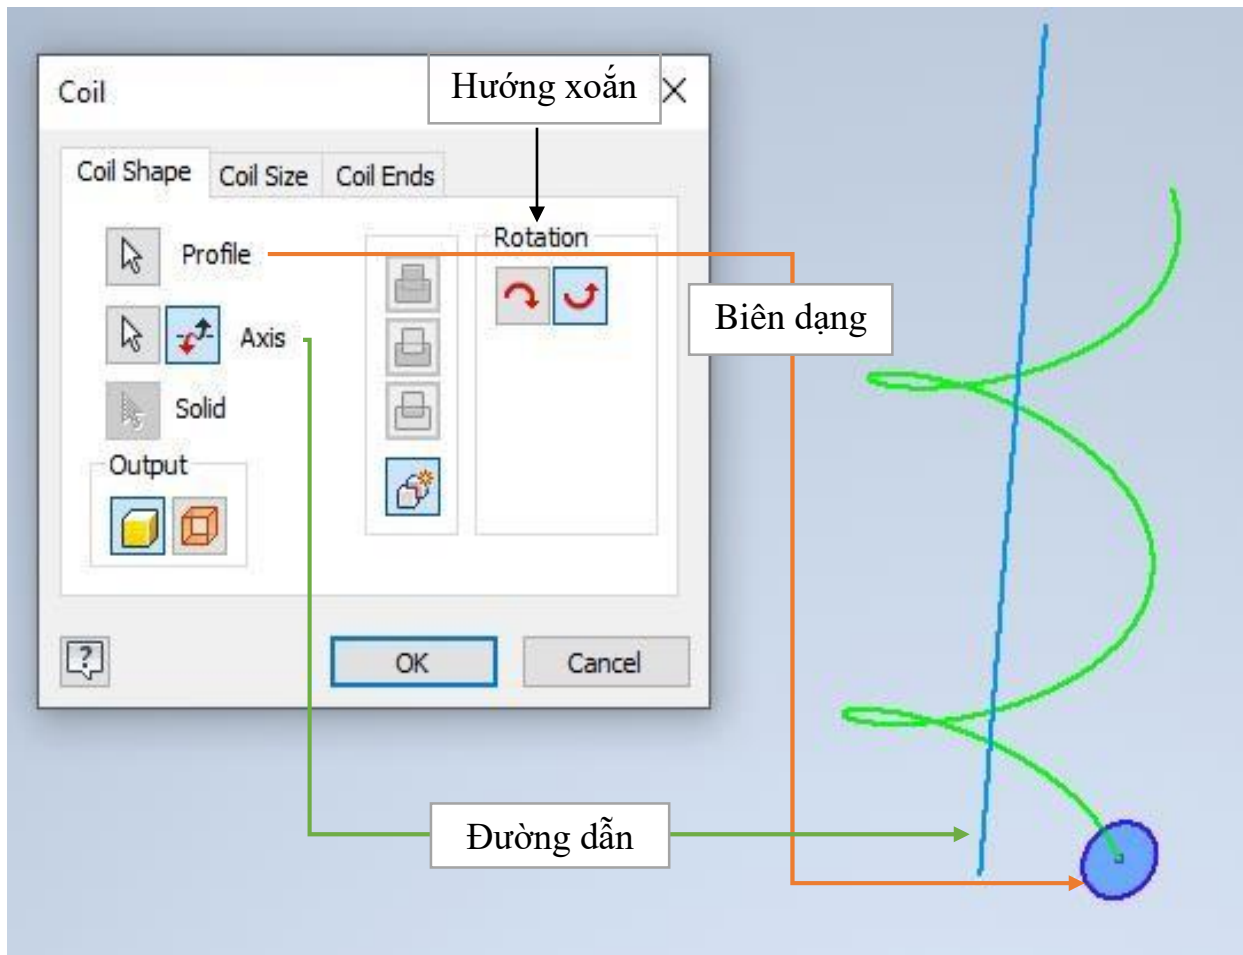 Hướng xoắn
Coil
Coil Shape
Coil Size
Coil Ends
Profile
Rotation
Biên dạng
Axis
Solid
Output
?
OK
Cancel
Đường dẫn